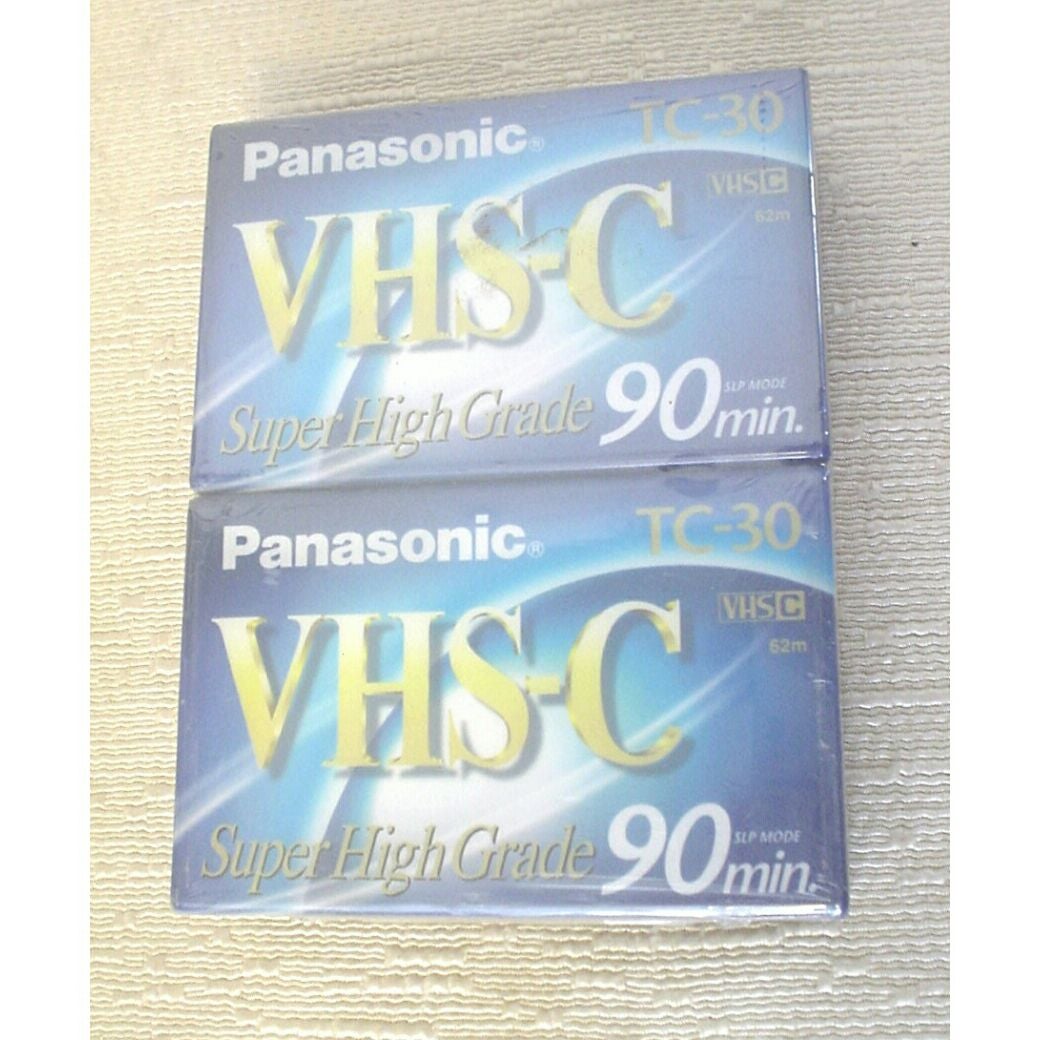 Panasonic®
TC-30
VHS-C
VHS C
62m
Super High Grade
90 min.
SLP MODE
Panasonic®
TC-30
VHS-C
VHS C
62m
Super High Grade
90 min.
SLP MODE